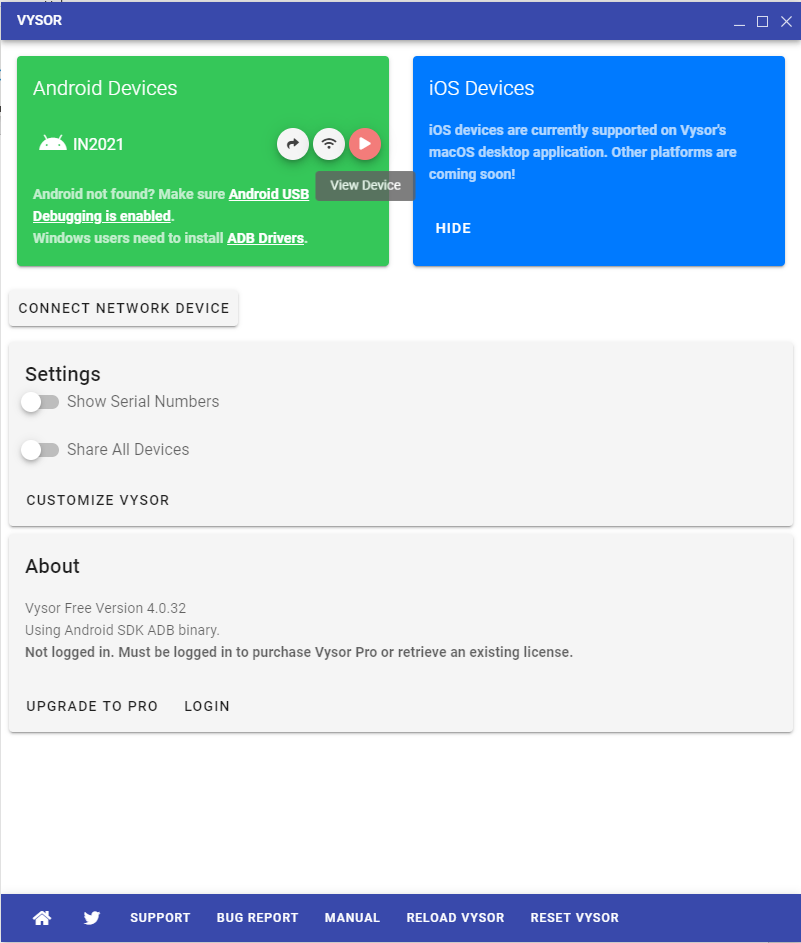 VYSOR
Android Devices
IN2021
View Device
Android not found? Make sure Android USB
Debugging is enabled.
Windows users need to install ADB Drivers.
iOS Devices
iOS devices are currently supported on Vysor's
macOS desktop application. Other platforms are
coming soon!
HIDE
CONNECT NETWORK DEVICE
Settings
Show Serial Numbers
Share All Devices
CUSTOMIZE VYSOR
About
Vysor Free Version 4.0.32
Using Android SDK ADB binary.
Not logged in. Must be logged in to purchase Vysor Pro or retrieve an existing license.
UPGRADE TO PRO LOGIN
SUPPORT BUG REPORT MANUAL RELOAD VYSOR RESET VYSOR